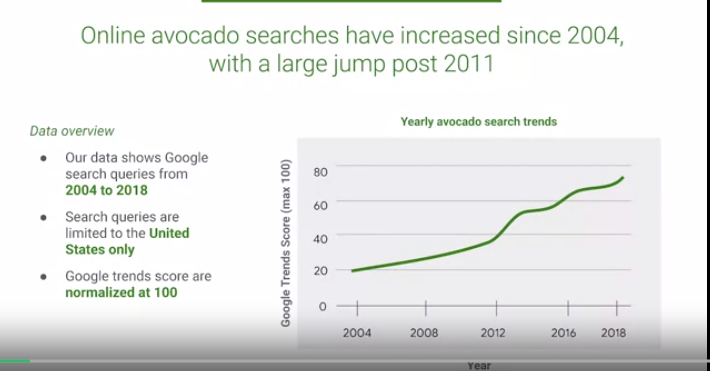 Online avocado searches have increased since 2004,
with a large jump post 2011
Data overview
Our data shows Google
search queries from
2004 to 2018
Search queries are
limited to the United
States only
Google trends score are
normalized at 100
Yearly avocado search trends
Google Trends Score (max 100)
80
60
40
20
0
2004 2008 2012 2016 2018
Year